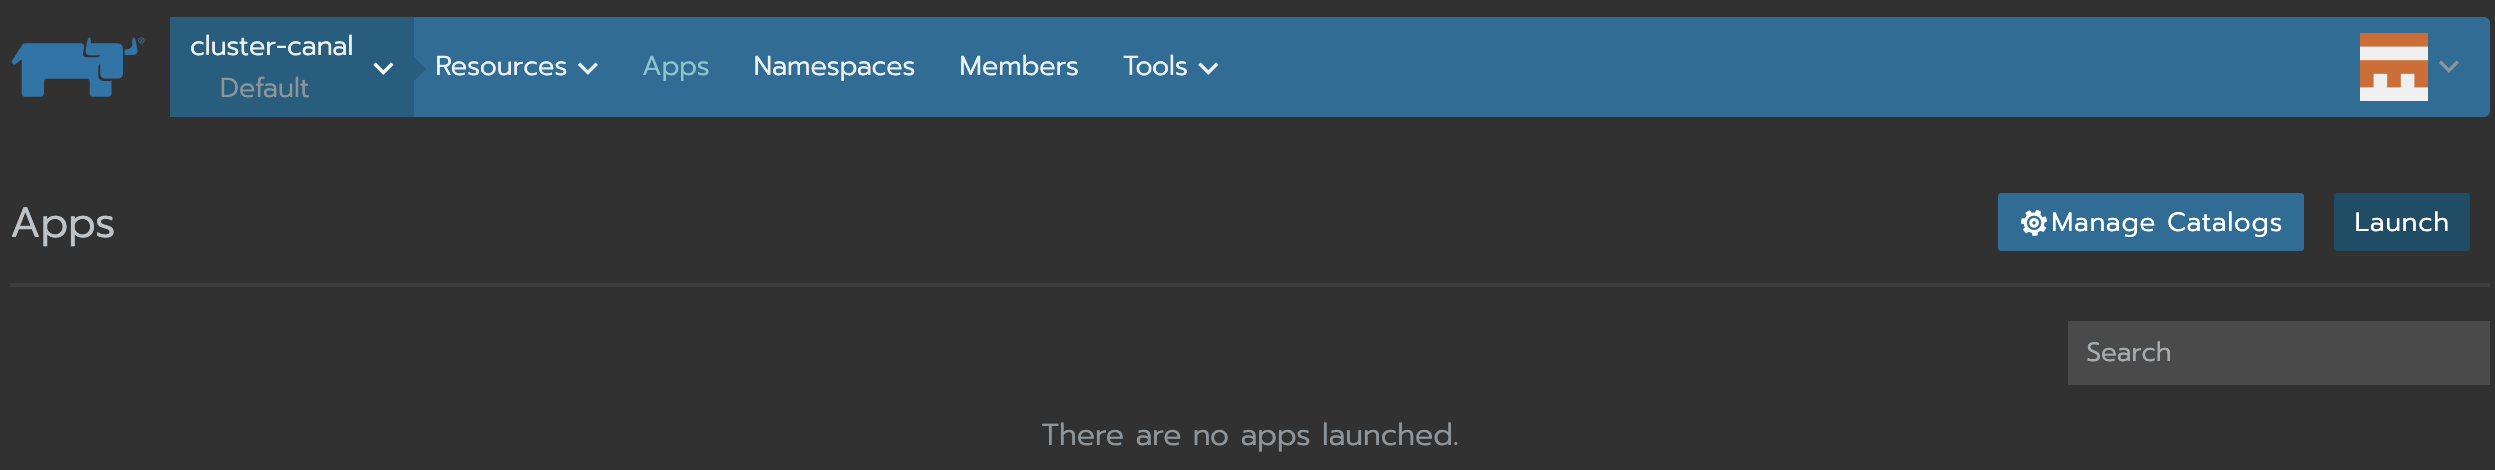 cluster-canal
Default
Resources Apps Namespaces Members Tools
Apps
Manage Catalogs Launch
Search
There are no apps launched.